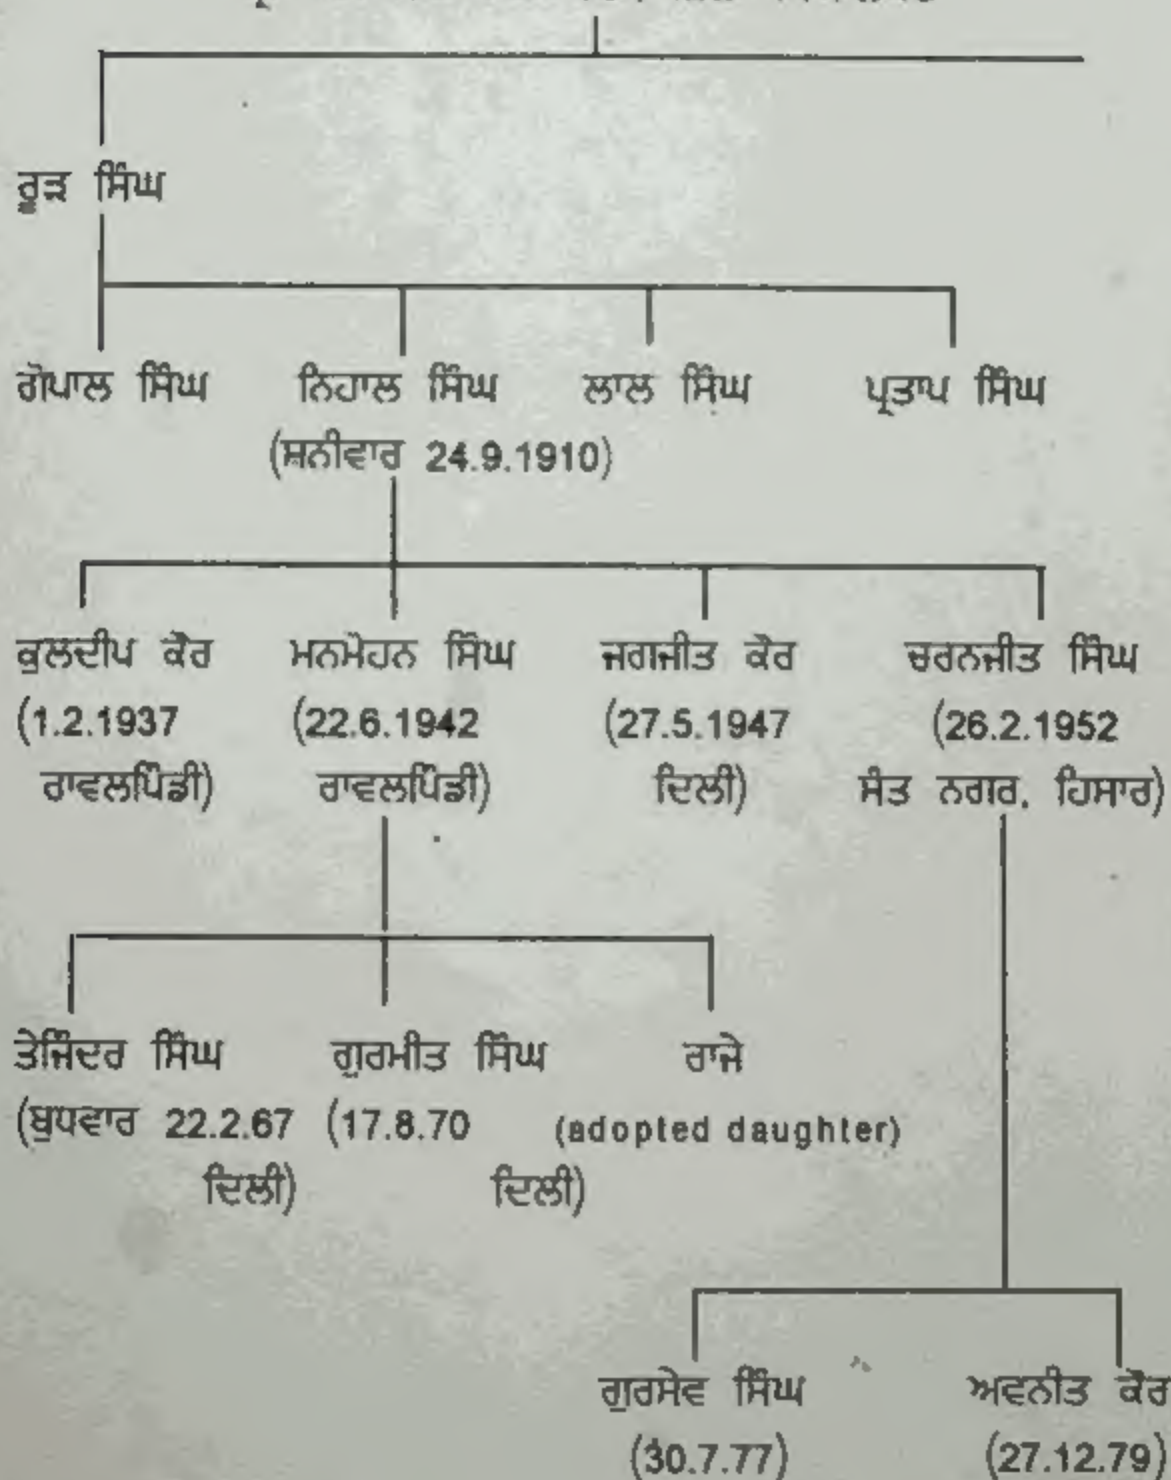 ਰੂੜ ਸਿੰਘ
ਗੋਪਾਲ ਸਿੰਘ ਨਿਹਾਲ ਸਿੰਘ ਲਾਲ ਸਿੰਘ ਪ੍ਰਤਾਪ ਸਿੰਘ
(ਸ਼ਨੀਵਾਰ 24.9.1910)
ਕੁਲਦੀਪ ਕੌਰ ਮਨਮੋਹਨ ਸਿੰਘ ਜਗਜੀਤ ਕੌਰ ਚਰਨਜੀਤ ਸਿੰਘ
(1.2.1937 (22.6.1942 (27.5.1947 (26.2.1952
ਰਾਵਲਪਿੰਡੀ) ਰਾਵਲਪਿੰਡੀ) ਦਿਲੀ) ਸੰਤ ਨਗਰ, ਹਿਸਾਰ)
ਤੇਜਿੰਦਰ ਸਿੰਘ ਗੁਰਮੀਤ ਸਿੰਘ ਰਾਜੇ
(ਬੁਧਵਾਰ 22.2.67 (17.8.70 (adopted daughter)
ਦਿਲੀ) ਦਿਲੀ)
ਗੁਰਸੇਵ ਸਿੰਘ ਅਵਨੀਤ ਕੌਰ
(30.7.77) (27.12.79)